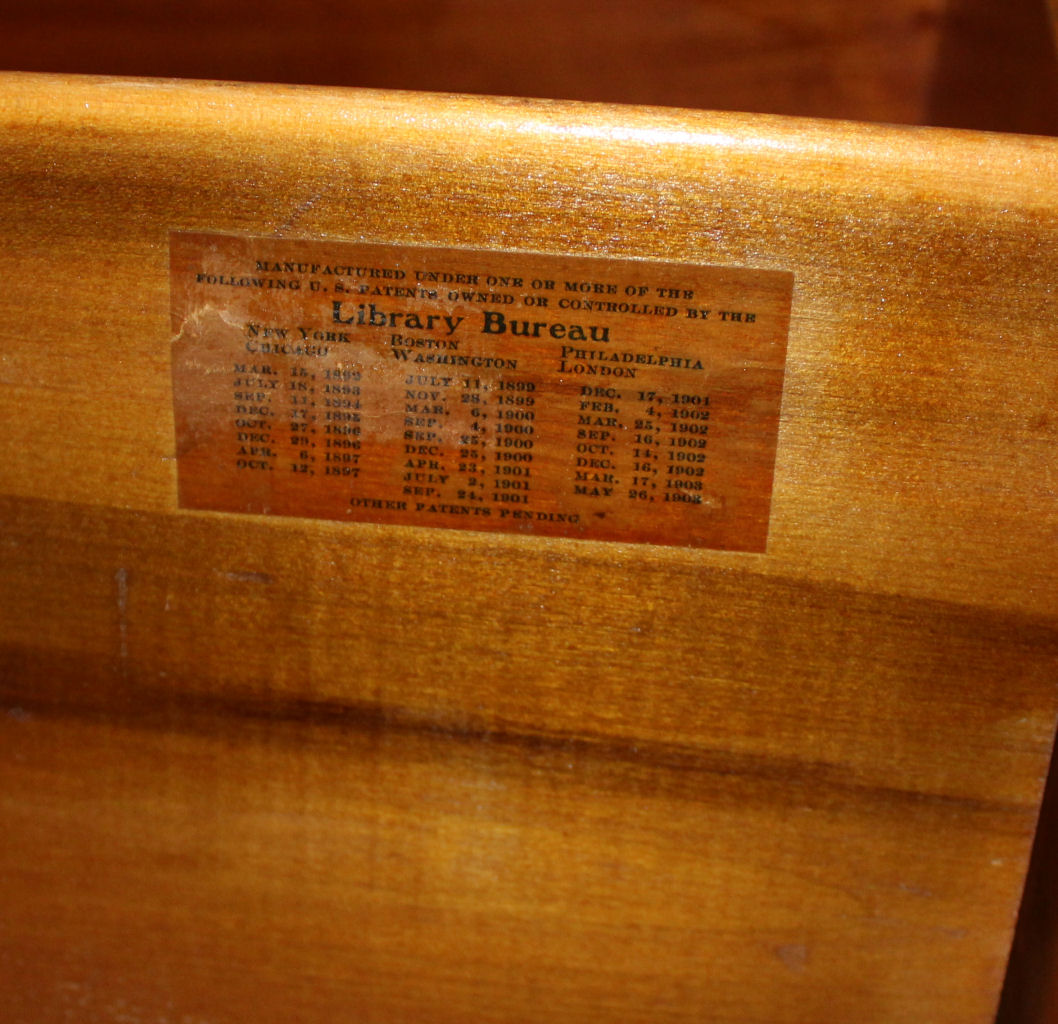 MANUFACTURED UNDER ONE OR MORE OF THE
FOLLOWING U. S. PATENTS OWNED OR CONTROLLED BY THE
Library Bureau
NEW YORK BOSTON PHILADELPHIA
CHICAGO WASHINGTON LONDON
MAR. 15, JULY 11, 1899 DEC. 17, 1901
JULY 18, 1893 NOV. 28, 1899 FEB. 4, 1902
SEP. 11, 1894 MAR. 6, 1900 MAR. 25, 1902
DEC. 17, 1895 SEP. 4, 1900 SEP. 16, 1902
OCT. 27, 1896 SEP. 25, 1900 OCT. 14, 1902
DEC. 29, 1896 DEC. 25, 1900 DEC. 16, 1902
APR. 6, 1897 APR. 23, 1901 MAR. 17, 1903
OCT. 12, 1897 JULY 2, 1901 MAY 26, 1903
SEP. 24, 1901
OTHER PATENTS PENDING